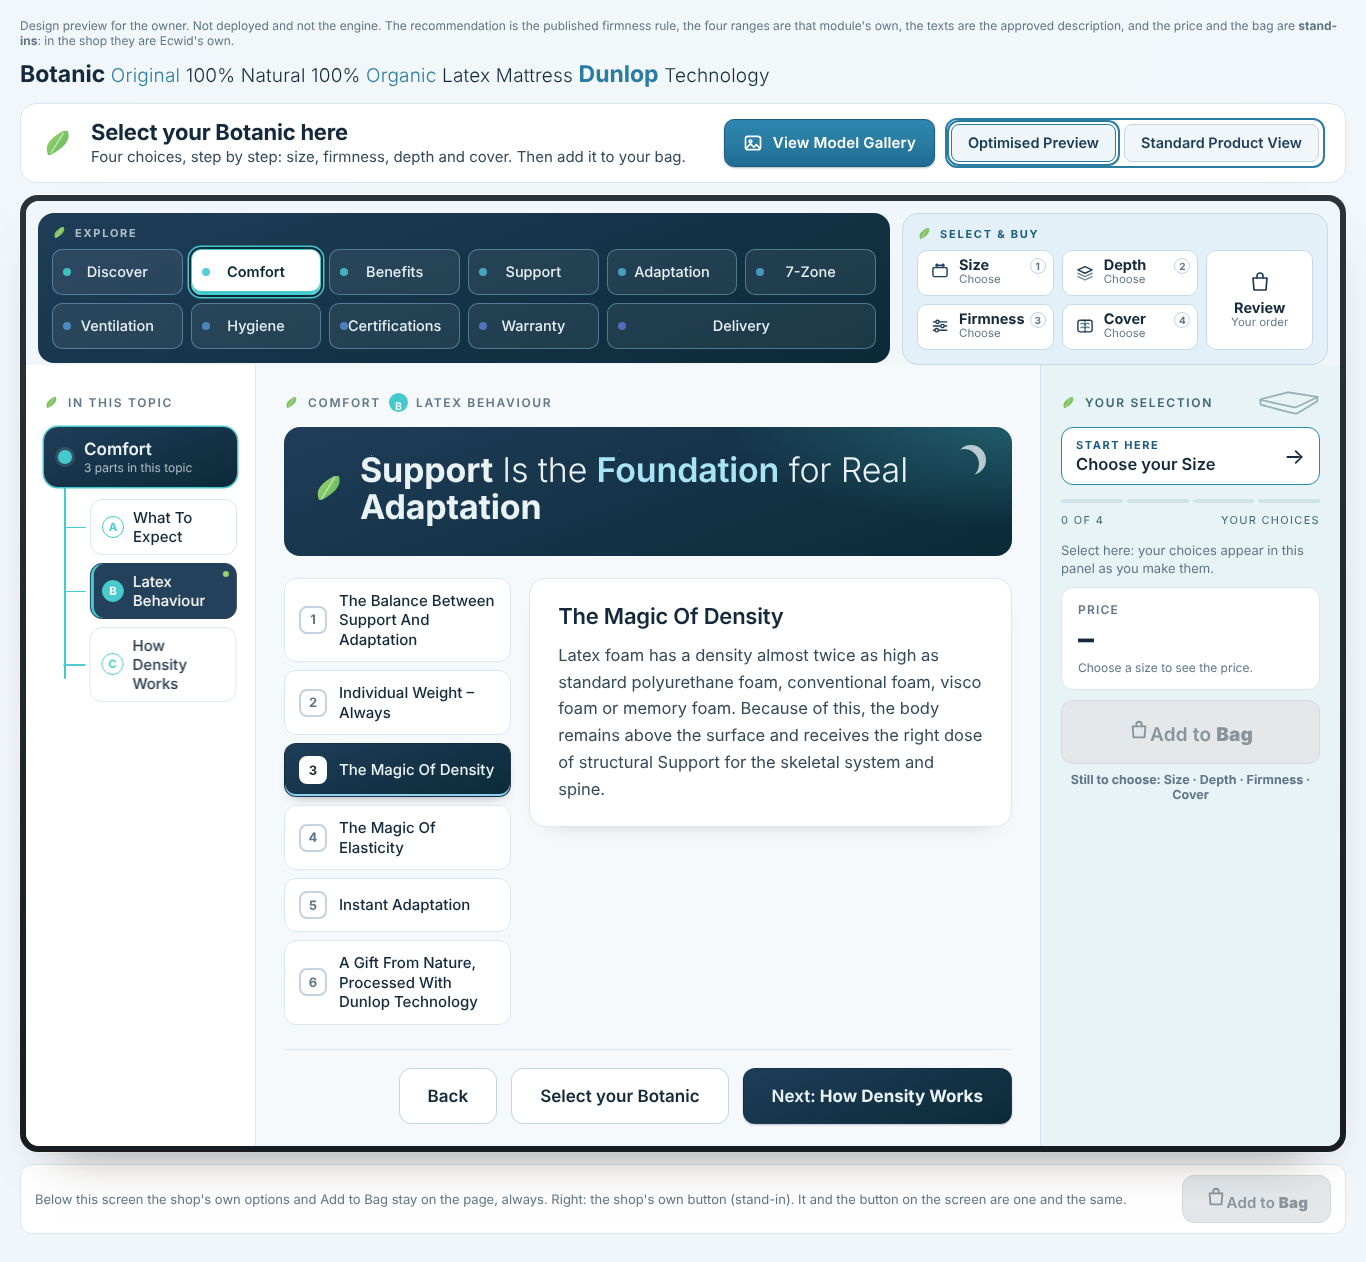 Design preview for the owner. Not deployed and not the engine. The recommendation is the published firmness rule, the four ranges are that module's own, the texts are the approved description, and the price and the bag are stand-
ins: in the shop they are Ecwid's own.
Botanic Original 100% Natural 100% Organic Latex Mattress Dunlop Technology
Select your Botanic here
Four choices, step by step: size, firmness, depth and cover. Then add it to your bag.
View Model Gallery
Optimised Preview
Standard Product View
EXPLORE
Discover
Comfort
Benefits
Support
Adaptation
7-Zone
Ventilation
Hygiene
Certifications
Warranty
Delivery
SELECT & BUY
Size
Choose
1
Depth
Choose
2
Firmness
Choose
3
Cover
Choose
4
Review
Your order
IN THIS TOPIC
Comfort
3 parts in this topic
A
What To
Expect
B
Latex
Behaviour
C
How
Density
Works
COMFORT B LATEX BEHAVIOUR
Support Is the Foundation for Real
Adaptation
1
The Balance Between
Support And
Adaptation
2
Individual Weight –
Always
3
The Magic Of Density
4
The Magic Of
Elasticity
5
Instant Adaptation
6
A Gift From Nature,
Processed With
Dunlop Technology
The Magic Of Density
Latex foam has a density almost twice as high as
standard polyurethane foam, conventional foam, visco
foam or memory foam. Because of this, the body
remains above the surface and receives the right dose
of structural Support for the skeletal system and
spine.
Back
Select your Botanic
Next: How Density Works
YOUR SELECTION
START HERE
Choose your Size
0 OF 4
YOUR CHOICES
Select here: your choices appear in this
panel as you make them.
PRICE
–
Choose a size to see the price.
Add to Bag
Still to choose: Size · Depth · Firmness ·
Cover
Below this screen the shop's own options and Add to Bag stay on the page, always. Right: the shop's own button (stand-in). It and the button on the screen are one and the same.
Add to Bag